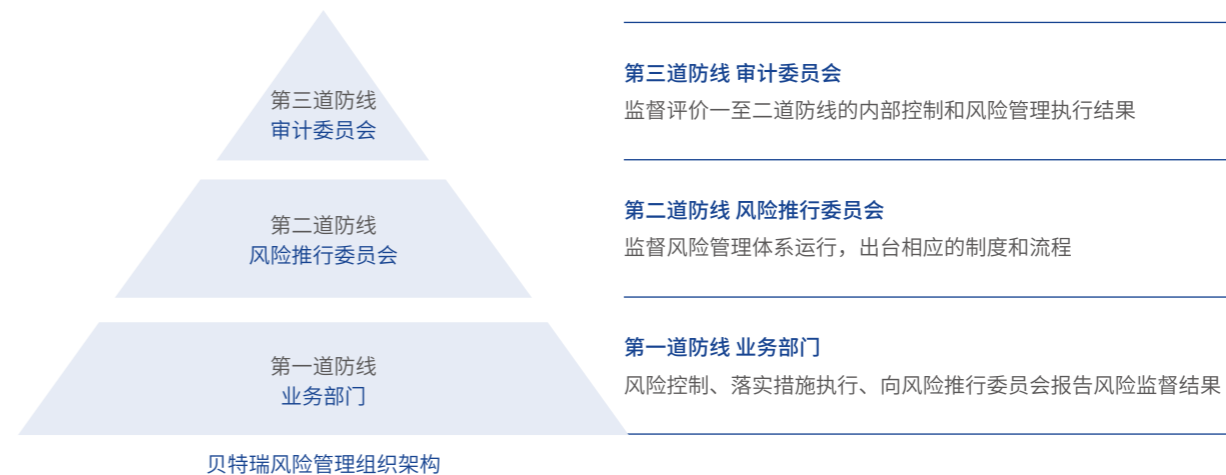 第三道防线
审计委员会
第二道防线
风险推行委员会
第一道防线
业务部门
贝特瑞风险管理组织架构
第三道防线 审计委员会
监督评价一至二道防线的内部控制和风险管理执行结果
第二道防线 风险推行委员会
监督风险管理体系运行，出台相应的制度和流程
第一道防线 业务部门
风险控制、落实措施执行、向风险推行委员会报告风险监督结果